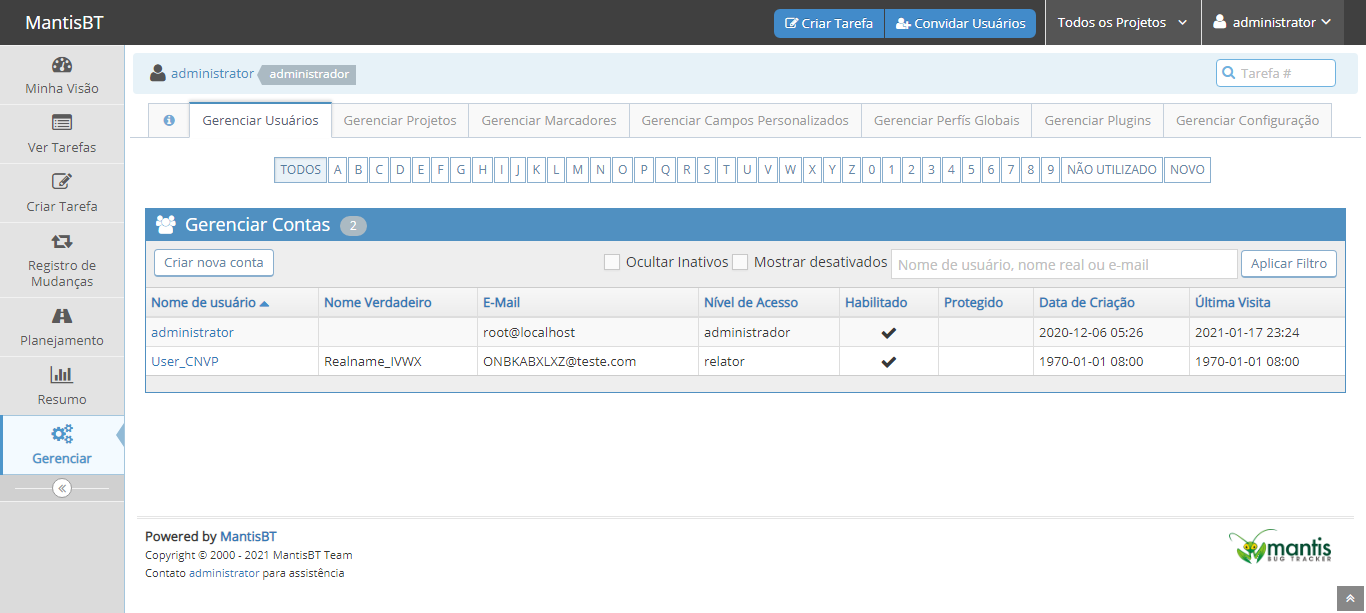 MantisBT
Criar Tarefa
Convidar Usuários
Todos os Projetos
administrator
Minha Visão
Ver Tarefas
Criar Tarefa
Registro de
Mudanças
Planejamento
Resumo
Gerenciar
administrator administrador
Tarefa #
Gerenciar Usuários Gerenciar Projetos Gerenciar Marcadores Gerenciar Campos Personalizados Gerenciar Perfís Globais Gerenciar Plugins Gerenciar Configuração
TODOS A B C D E F G H I J K L M N O P Q R S T U V W X Y Z 0 1 2 3 4 5 6 7 8 9 NÃO UTILIZADO NOVO
Gerenciar Contas 2
Criar nova conta Ocultar Inativos Mostrar desativados Nome de usuário, nome real ou e-mail Aplicar Filtro
Nome de usuário Nome Verdadeiro E-Mail Nível de Acesso Habilitado Protegido Data de Criação Última Visita
administrator root@localhost administrador 2020-12-06 05:26 2021-01-17 23:24
User_CNVP Realname_IVWX ONBKABXLXZ@teste.com relator 1970-01-01 08:00 1970-01-01 08:00
Powered by MantisBT
Copyright © 2000 - 2021 MantisBT Team
Contato administrator para assistência
mantis
BUG TRACKER